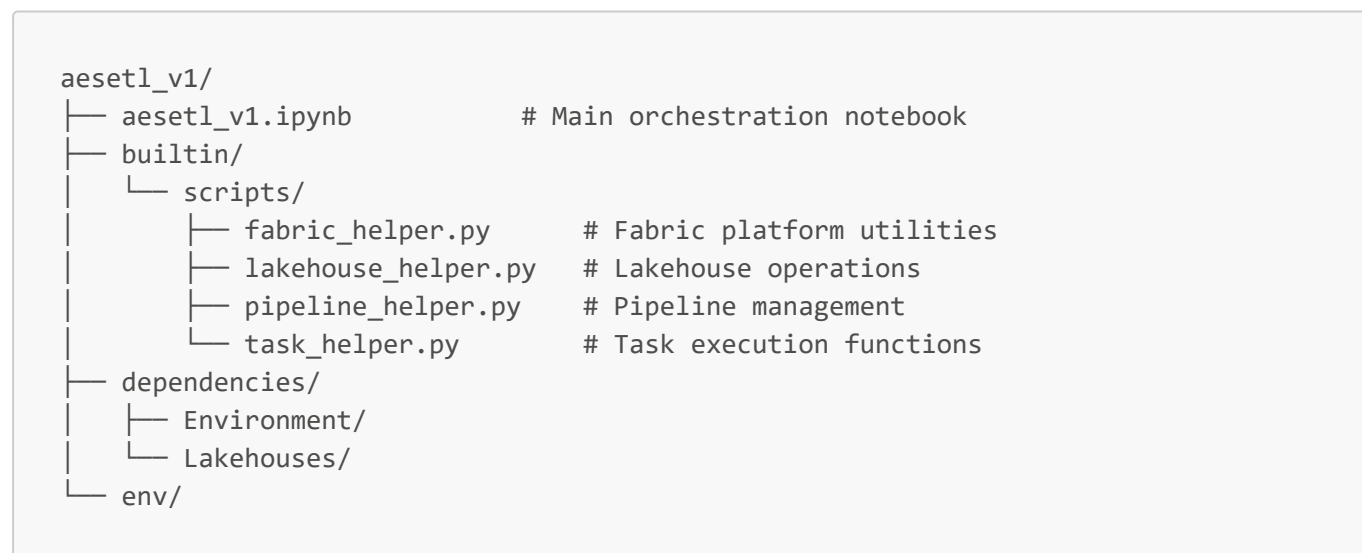 aesetl_v1/
├── aesetl_v1.ipynb                # Main orchestration notebook
├── builtin/
│   └── scripts/
│       ├── fabric_helper.py      # Fabric platform utilities
│       ├── lakehouse_helper.py   # Lakehouse operations
│       ├── pipeline_helper.py    # Pipeline management
│       └── task_helper.py        # Task execution functions
├── dependencies/
│   ├── Environment/
│   └── Lakehouses/
└── env/